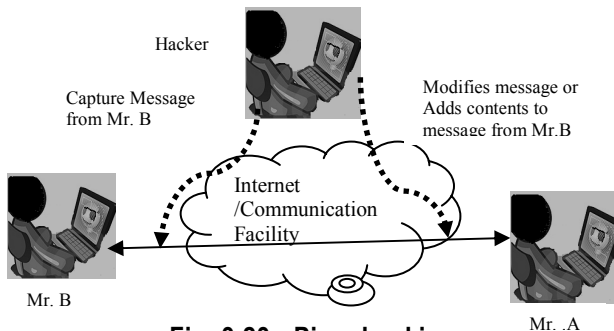 Hacker
Capture Message
from Mr. B
Modifies message or
Adds contents to
message from Mr.B
Internet
/Communication
Facility
Mr. B
Mr. .A